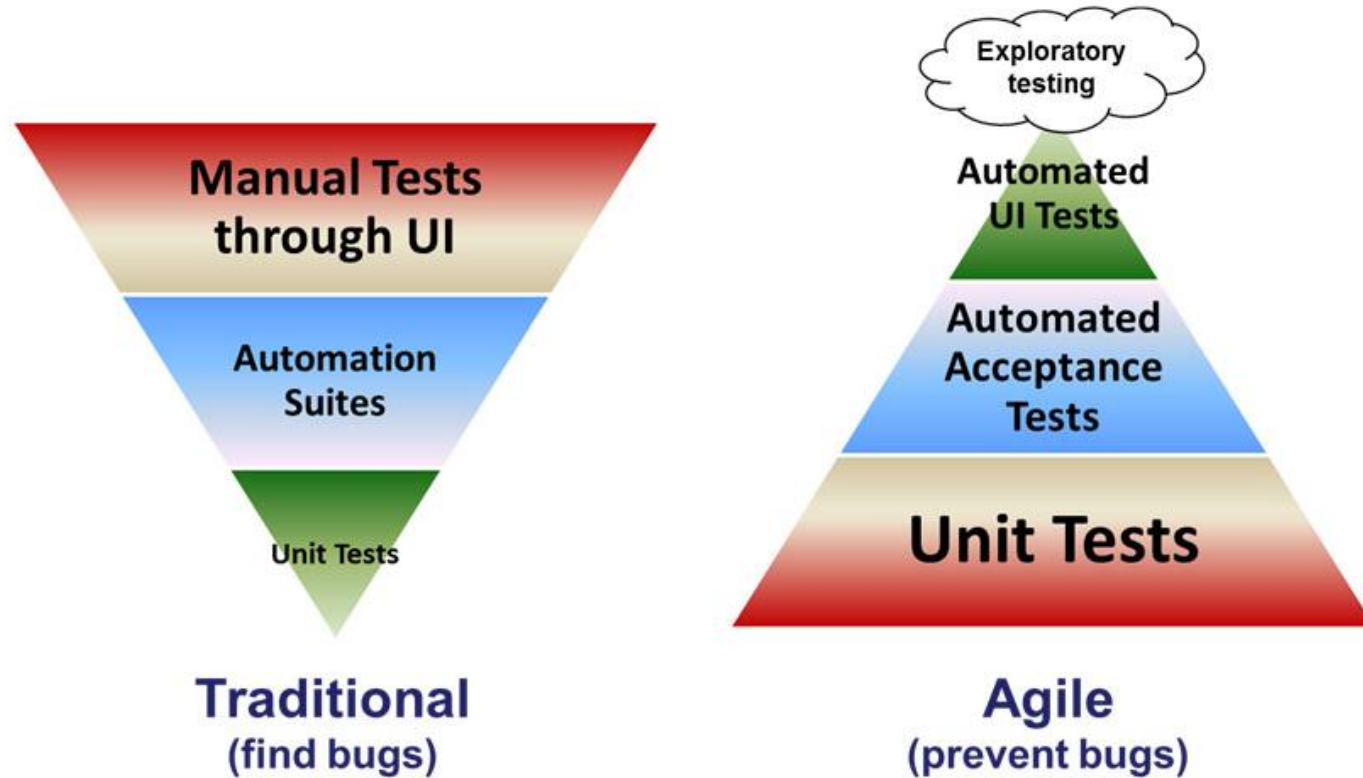 Manual Tests
through UI
Automation
Suites
Unit Tests
Traditional
(find bugs)
Exploratory
testing
Automated
UI Tests
Automated
Acceptance
Tests
Unit Tests
Agile
(prevent bugs)